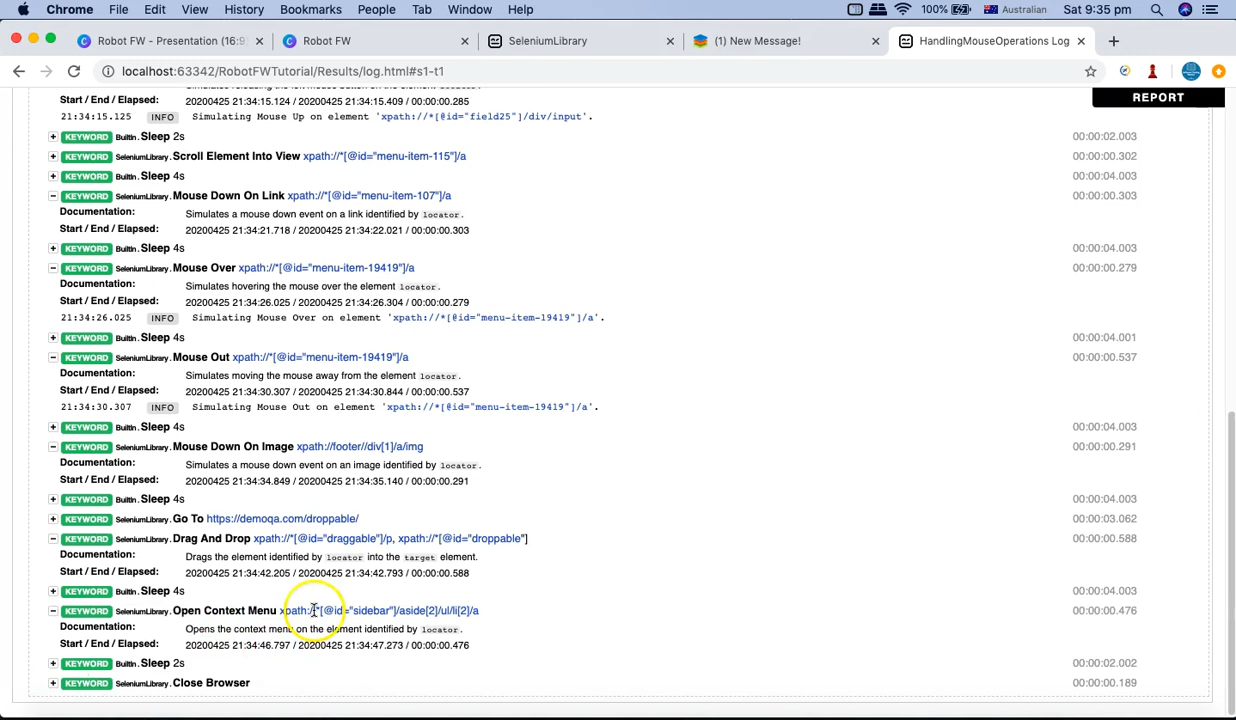 Chrome File Edit View History Bookmarks People Tab Window Help 100% Australian Sat 9:35 pm
Robot FW - Presentation (16:9) Robot FW SeleniumLibrary (1) New Message! HandlingMouseOperations Log
localhost:63342/RobotFWTutorial/Results/log.html#s1-t1
REPORT
Start / End / Elapsed: 20200425 21:34:15.124 / 20200425 21:34:15.409 / 00:00:00.285
21:34:15.125 INFO Simulating Mouse Up on element 'xpath://*[@id="field25"]/div/input'.
+ KEYWORD BuiltIn.Sleep 2s 00:00:02.003
+ KEYWORD SeleniumLibrary.Scroll Element Into View xpath://*[@id="menu-item-115"]/a 00:00:00.302
+ KEYWORD BuiltIn.Sleep 4s 00:00:04.003
− KEYWORD SeleniumLibrary.Mouse Down On Link xpath://*[@id="menu-item-107"]/a 00:00:00.303
Documentation: Simulates a mouse down event on a link identified by locator.
Start / End / Elapsed: 20200425 21:34:21.718 / 20200425 21:34:22.021 / 00:00:00.303
+ KEYWORD BuiltIn.Sleep 4s 00:00:04.003
− KEYWORD SeleniumLibrary.Mouse Over xpath://*[@id="menu-item-19419"]/a 00:00:00.279
Documentation: Simulates hovering the mouse over the element locator.
Start / End / Elapsed: 20200425 21:34:26.025 / 20200425 21:34:26.304 / 00:00:00.279
21:34:26.025 INFO Simulating Mouse Over on element 'xpath://*[@id="menu-item-19419"]/a'.
+ KEYWORD BuiltIn.Sleep 4s 00:00:04.001
− KEYWORD SeleniumLibrary.Mouse Out xpath://*[@id="menu-item-19419"]/a 00:00:00.537
Documentation: Simulates moving the mouse away from the element locator.
Start / End / Elapsed: 20200425 21:34:30.307 / 20200425 21:34:30.844 / 00:00:00.537
21:34:30.307 INFO Simulating Mouse Out on element 'xpath://*[@id="menu-item-19419"]/a'.
+ KEYWORD BuiltIn.Sleep 4s 00:00:04.003
− KEYWORD SeleniumLibrary.Mouse Down On Image xpath://footer//div[1]/a/img 00:00:00.291
Documentation: Simulates a mouse down event on an image identified by locator.
Start / End / Elapsed: 20200425 21:34:34.849 / 20200425 21:34:35.140 / 00:00:00.291
+ KEYWORD BuiltIn.Sleep 4s 00:00:04.003
+ KEYWORD SeleniumLibrary.Go To https://demoqa.com/droppable/ 00:00:03.062
− KEYWORD SeleniumLibrary.Drag And Drop xpath://*[@id="draggable"]/p, xpath://*[@id="droppable"] 00:00:00.588
Documentation: Drags the element identified by locator into the target element.
Start / End / Elapsed: 20200425 21:34:42.205 / 20200425 21:34:42.793 / 00:00:00.588
+ KEYWORD BuiltIn.Sleep 4s 00:00:04.003
− KEYWORD SeleniumLibrary.Open Context Menu xpath://*[@id="sidebar"]/aside[2]/ul/li[2]/a 00:00:00.476
Documentation: Opens the context menu on the element identified by locator.
Start / End / Elapsed: 20200425 21:34:46.797 / 20200425 21:34:47.273 / 00:00:00.476
+ KEYWORD BuiltIn.Sleep 2s 00:00:02.002
+ KEYWORD SeleniumLibrary.Close Browser 00:00:00.189